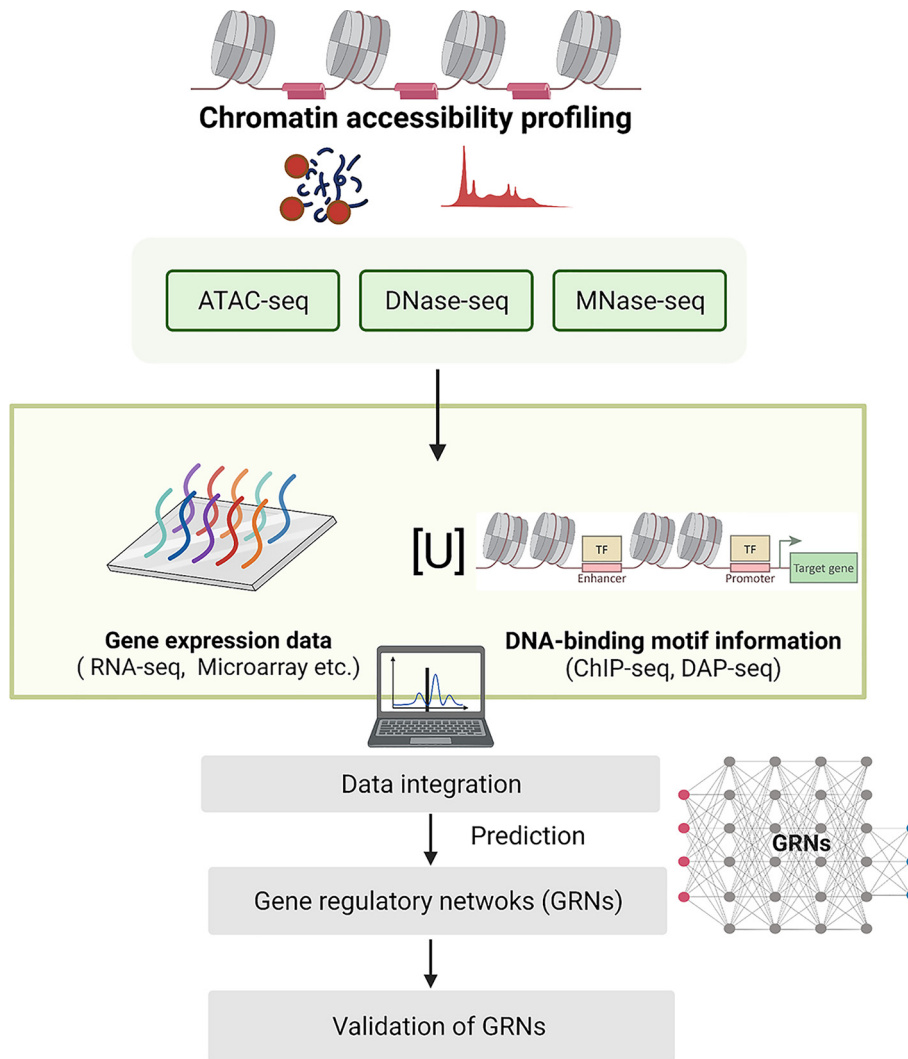 Chromatin accessibility profiling
ATAC-seq
DNase-seq
MNase-seq
[U]
TF
TF
Enhancer
Promoter
Target gene
Gene expression data
( RNA-seq, Microarray etc.)
DNA-binding motif information
(ChIP-seq, DAP-seq)
Data integration
Prediction
GRNs
Gene regulatory netwoks (GRNs)
Validation of GRNs